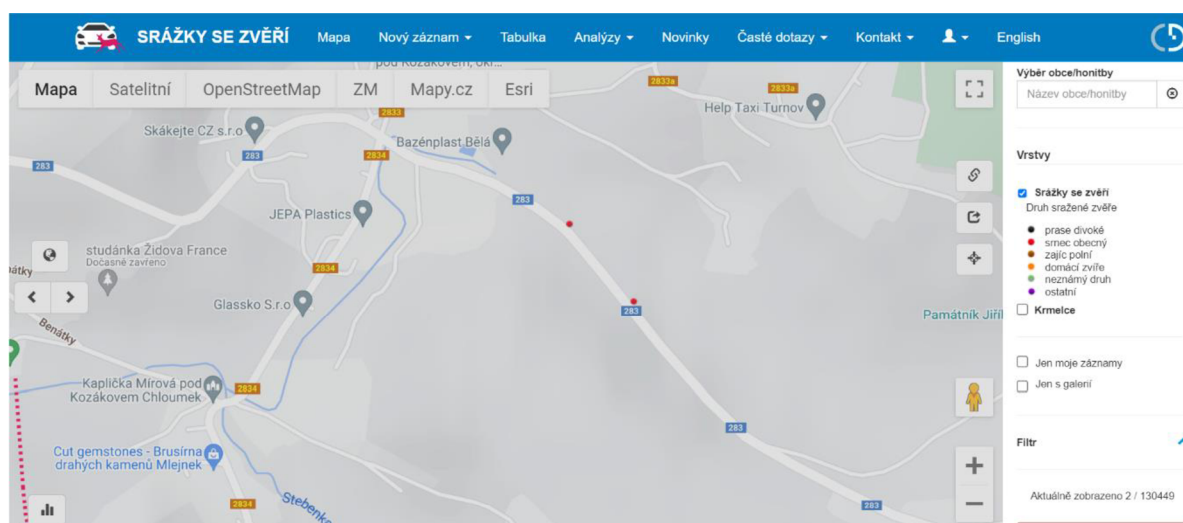 SRÁŽKY SE ZVĚŘÍ
Mapa
Nový záznam
Tabulka
Analýzy
Novinky
Časté dotazy
Kontakt
English
Mapa
Satelitní
OpenStreetMap
ZM
Mapy.cz
Esri
pod Kozákovem, okr...
2833a
2833a
Help Taxi Turnov
Skákejte CZ s.r.o
2833
283
Bazénplast Bělá
283
2834
283
JEPA Plastics
studánka Židova France
Dočasně zavřeno
2834
Glassko S.r.o
283
Památník Jiří
Benátky
Kaplička Mírová pod
Kozákovem Chloumek
2834
283
Cut gemstones - Brusírna
drahých kamenů Mlejnek
2834
Stebenka
283
Výběr obce/honitby
Název obce/honitby
Vrstvy
Srážky se zvěří
Druh sražené zvěře
prase divoké
srnec obecný
zajíc polní
domácí zvíře
neznámý druh
ostatní
Krmelce
Jen moje záznamy
Jen s galerií
Filtr
Aktuálně zobrazeno 2 / 130449